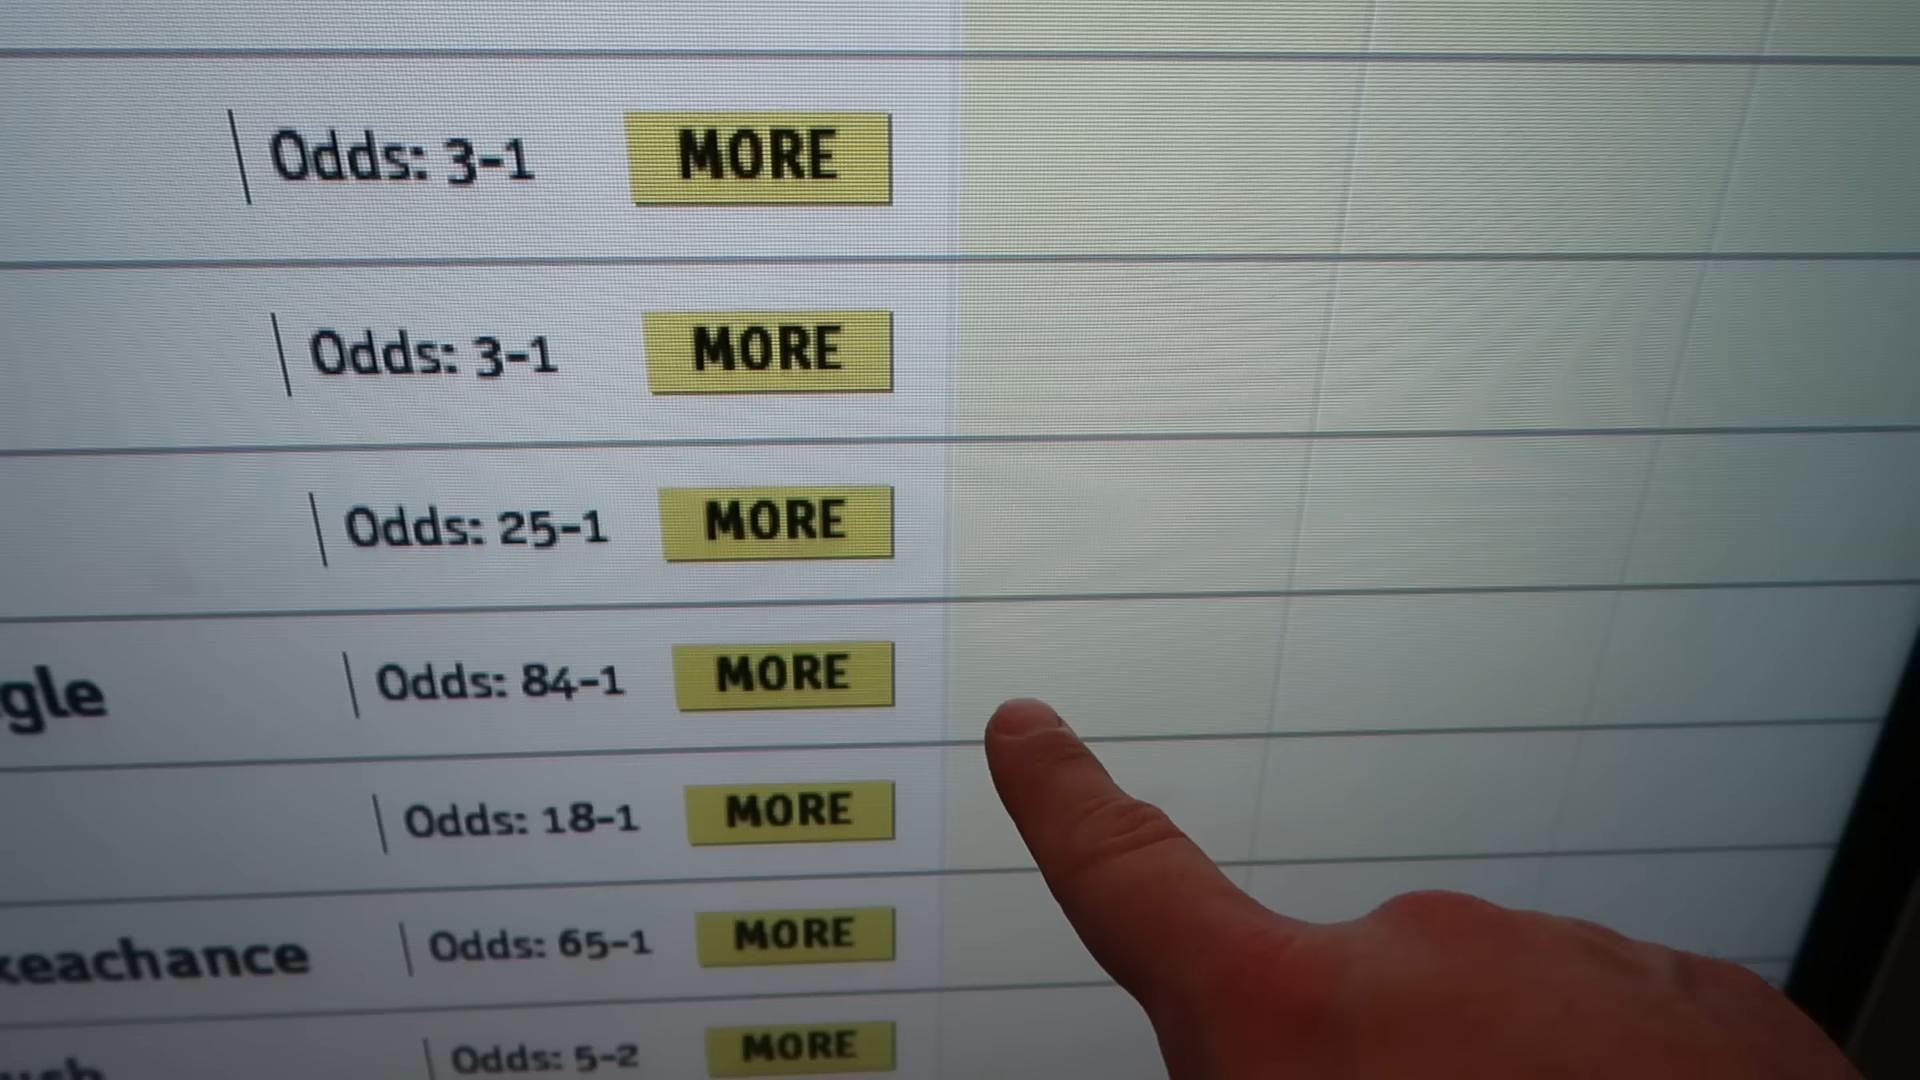 Odds: 3-1 MORE
Odds: 3-1 MORE
Odds: 25-1 MORE
gle Odds: 84-1 MORE
Odds: 18-1 MORE
keachance Odds: 65-1 MORE
Odds: 5-2 MORE